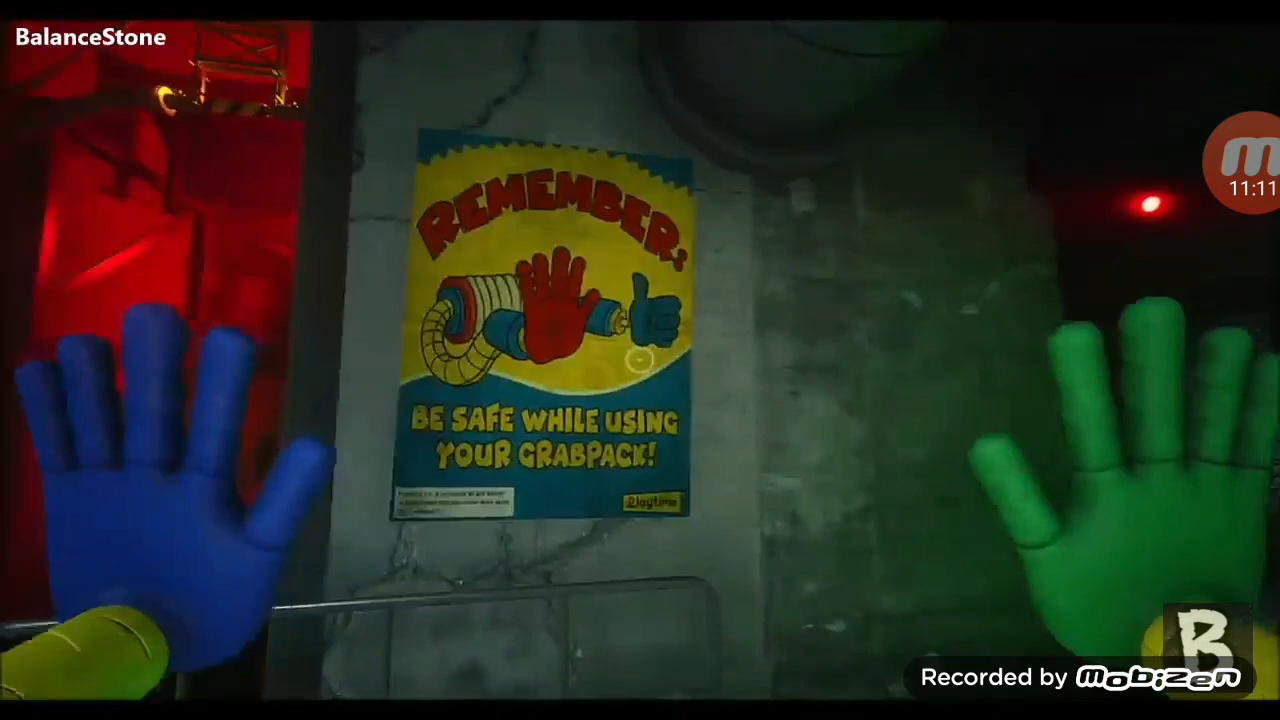 BalanceStone
11:11
REMEMBER:
BE SAFE WHILE USING
YOUR GRABPACK!
Playtime
B
Recorded by mobizen